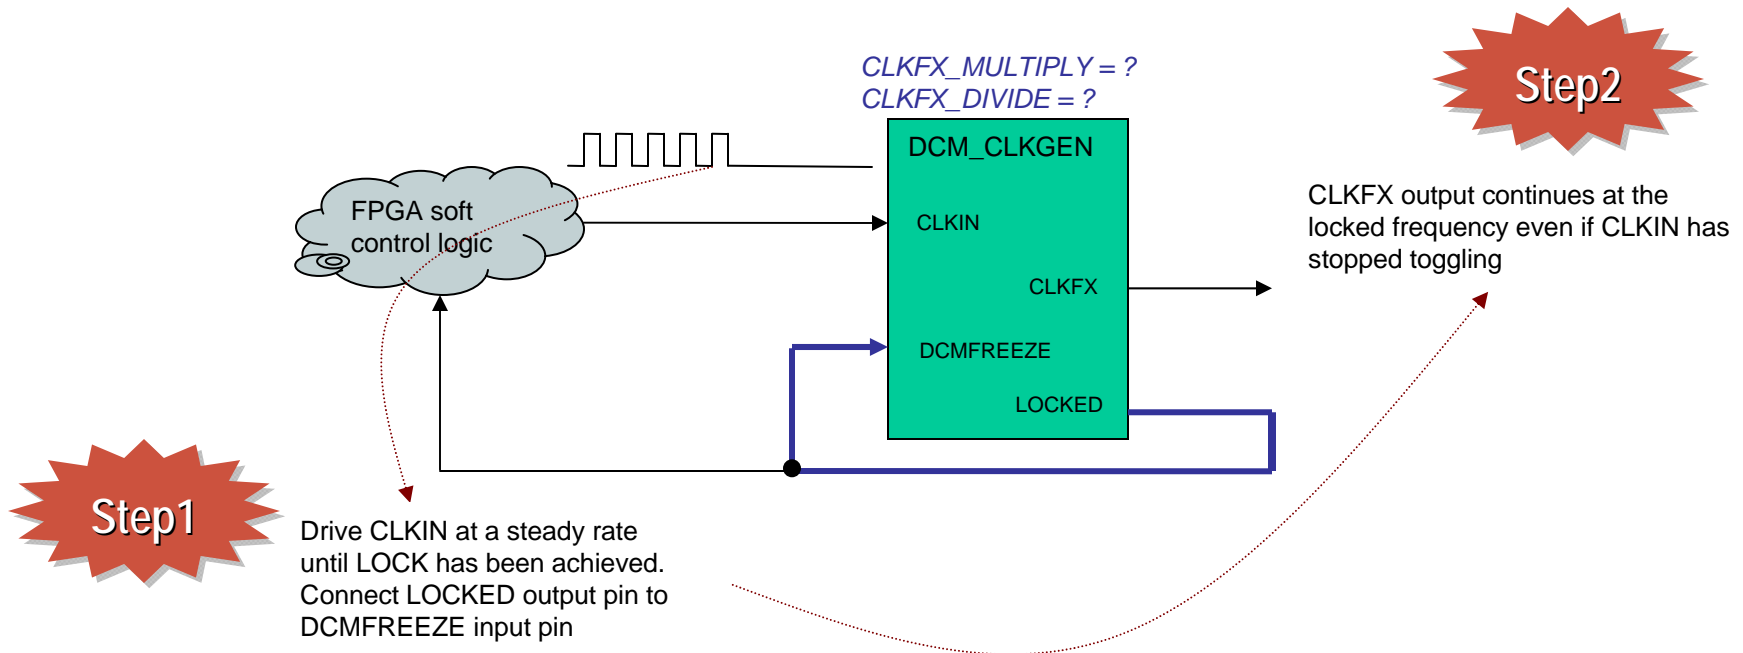 CLKFX_MULTIPLY = ?
CLKFX_DIVIDE = ?
Step2
DCM_CLKGEN
FPGA soft
control logic
CLKIN
CLKFX
DCMFREEZE
LOCKED
CLKFX output continues at the
locked frequency even if CLKIN has
stopped toggling
Step1
Drive CLKIN at a steady rate
until LOCK has been achieved.
Connect LOCKED output pin to
DCMFREEZE input pin